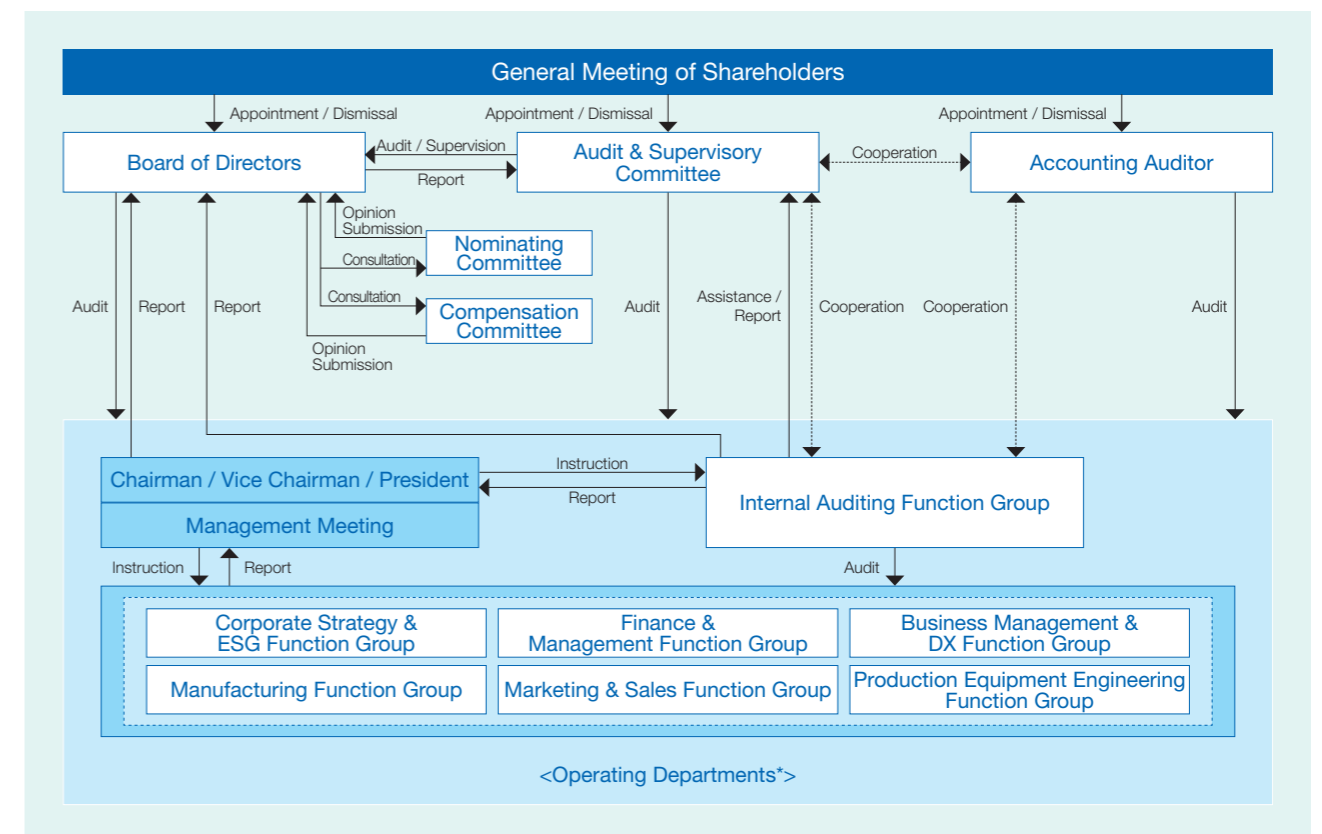 General Meeting of Shareholders
Appointment / Dismissal
Appointment / Dismissal
Appointment / Dismissal
Board of Directors
Audit / Supervision
Report
Audit & Supervisory
Committee
Cooperation
Accounting Auditor
Opinion
Submission
Nominating
Committee
Consultation
Consultation
Compensation
Committee
Opinion
Submission
Audit
Report
Report
Audit
Assistance /
Report
Cooperation
Cooperation
Audit
Chairman / Vice Chairman / President
Management Meeting
Instruction
Report
Internal Auditing Function Group
Instruction
Report
Audit
Corporate Strategy &
ESG Function Group
Finance &
Management Function Group
Business Management &
DX Function Group
Manufacturing Function Group
Marketing & Sales Function Group
Production Equipment Engineering
Function Group
<Operating Departments*>